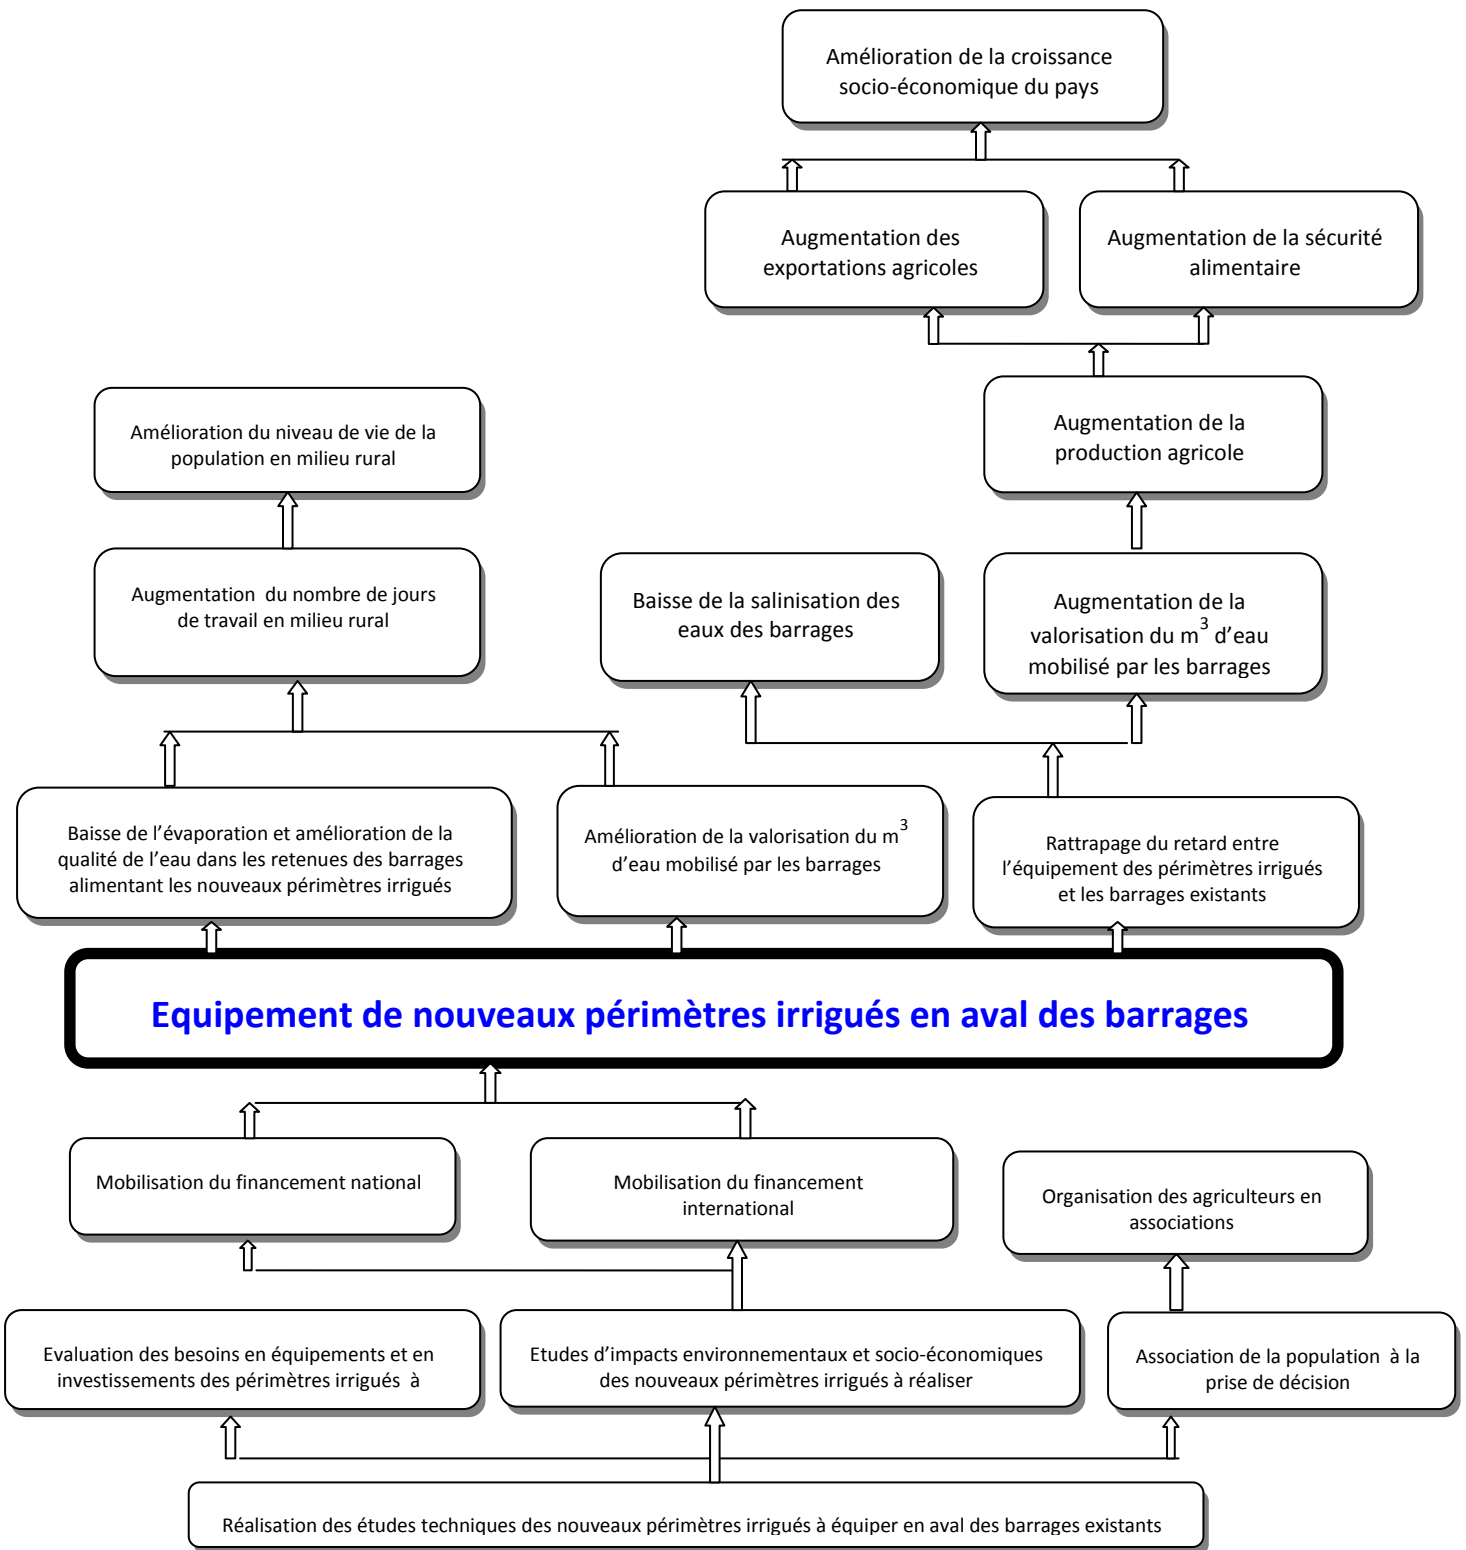 Amélioration de la croissance
socio-économique du pays
Augmentation des
exportations agricoles
Augmentation de la sécurité
alimentaire
Amélioration du niveau de vie de la
population en milieu rural
Augmentation de la
production agricole
Augmentation du nombre de jours
de travail en milieu rural
Baisse de la salinisation des
eaux des barrages
Augmentation de la
valorisation du m³ d’eau
mobilisé par les barrages
Baisse de l’évaporation et amélioration de la
qualité de l’eau dans les retenues des barrages
alimentant les nouveaux périmètres irrigués
Amélioration de la valorisation du m³
d’eau mobilisé par les barrages
Rattrapage du retard entre
l’équipement des périmètres irrigués
et les barrages existants
Equipement de nouveaux périmètres irrigués en aval des barrages
Mobilisation du financement national
Mobilisation du financement
international
Organisation des agriculteurs en
associations
Evaluation des besoins en équipements et en
investissements des périmètres irrigués à
Etudes d’impacts environnementaux et socio-économiques
des nouveaux périmètres irrigués à réaliser
Association de la population à la
prise de décision
Réalisation des études techniques des nouveaux périmètres irrigués à équiper en aval des barrages existants